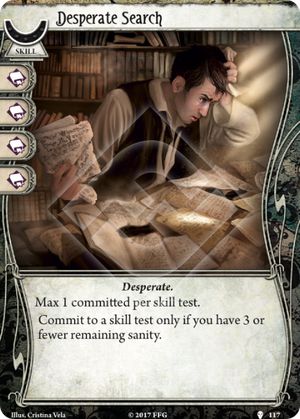 Desperate Search
SKILL
Desperate.
Max 1 committed per skill test.
Commit to a skill test only if you have 3 or
fewer remaining sanity.
Illus. Cristina Vela
© 2017 FFG
117